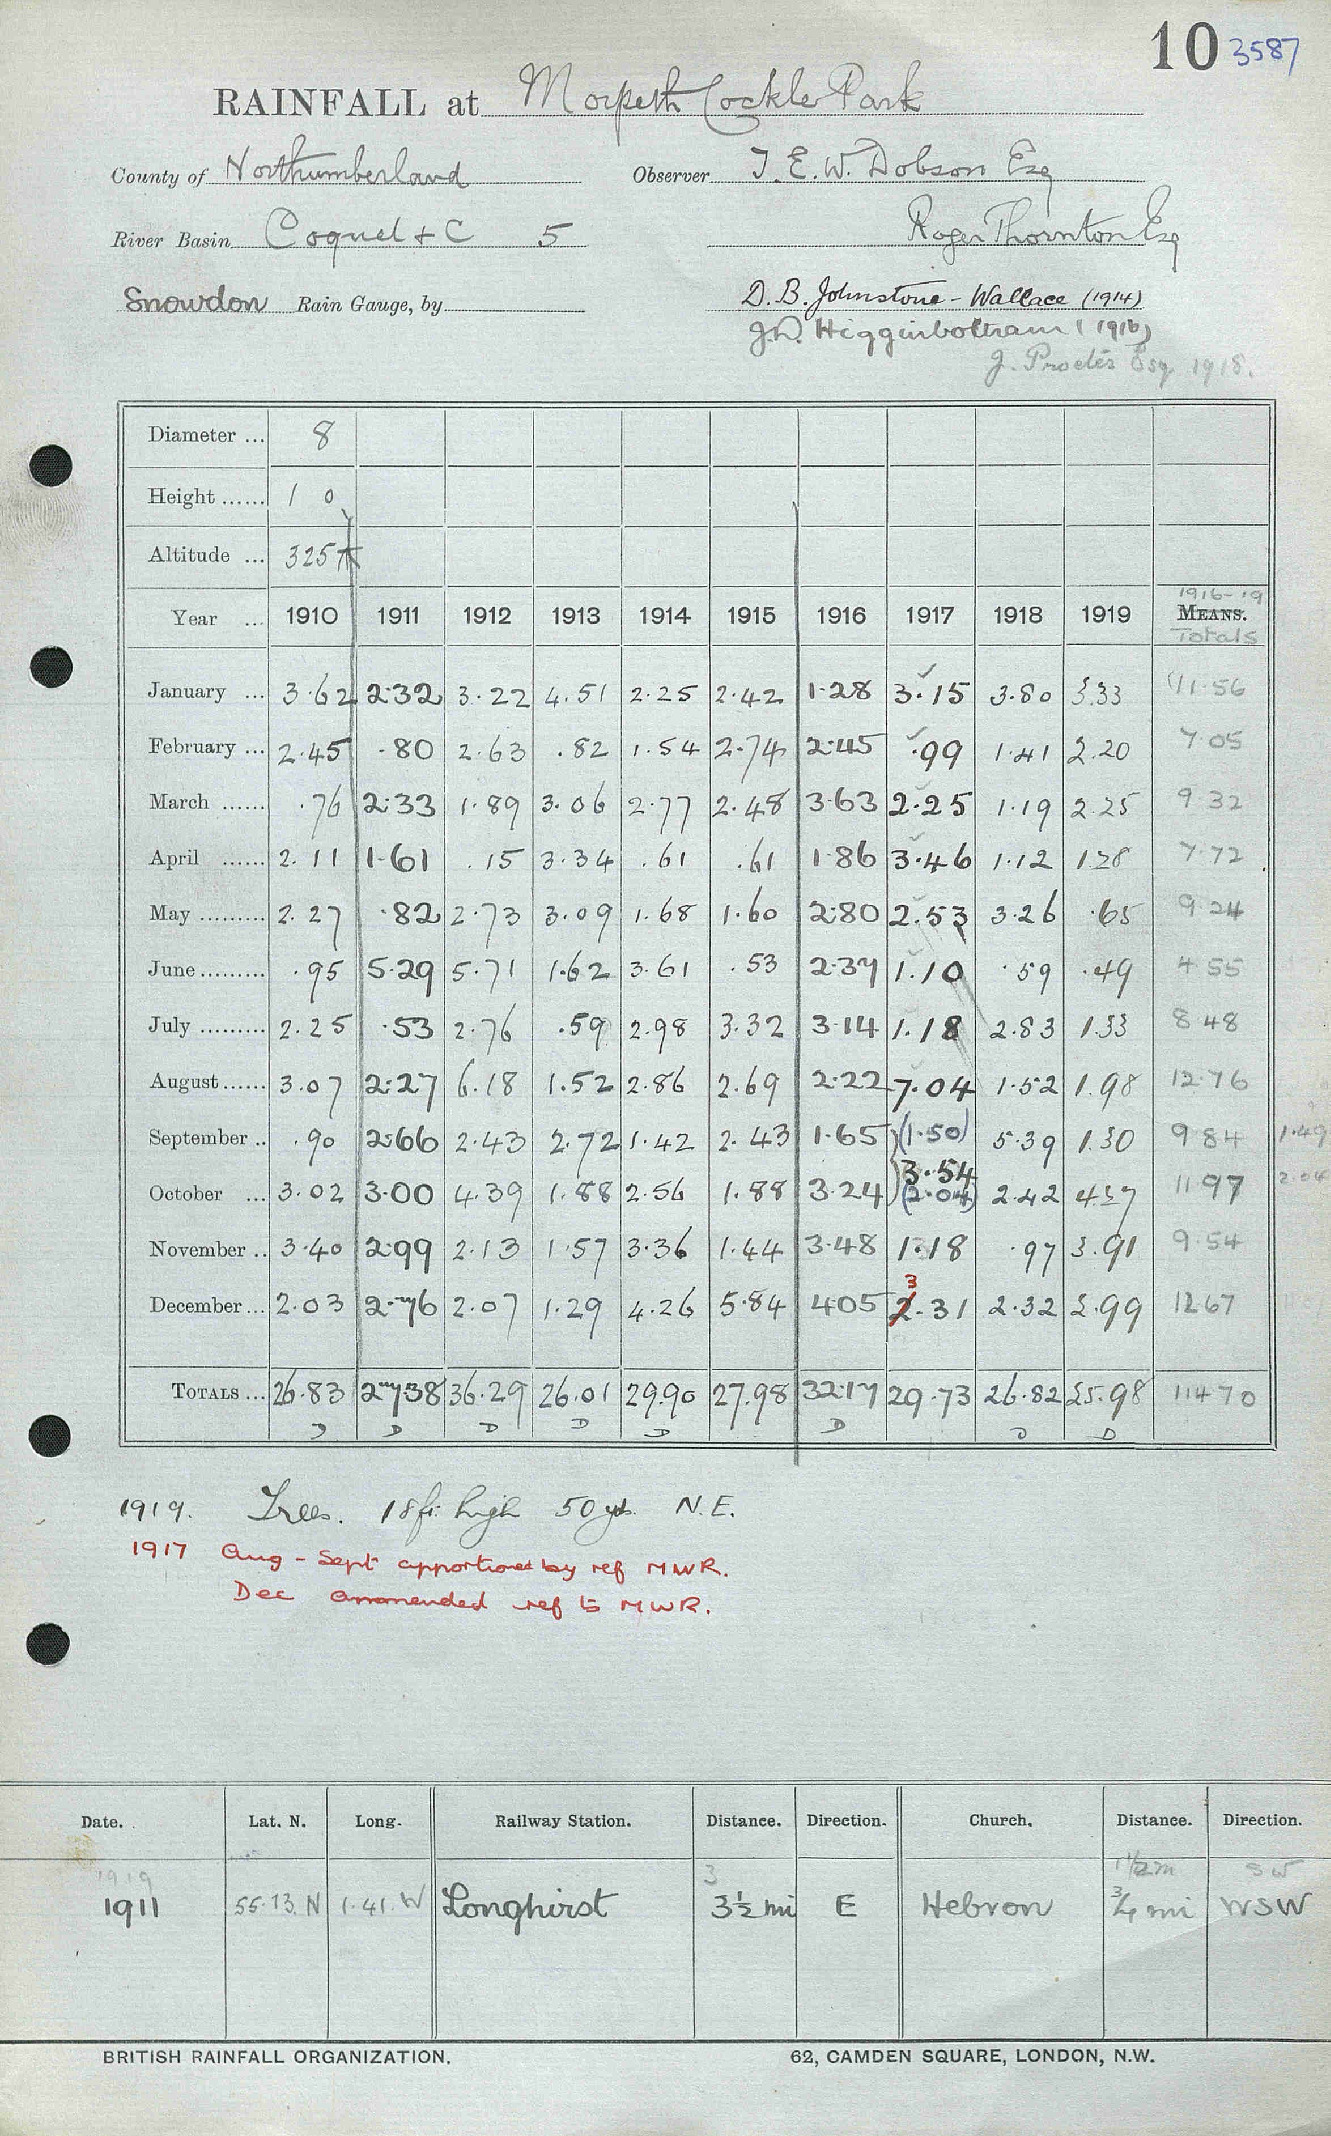 10 3587
RAINFALL at Morpeth Cockle Park
County of Northumberland Observer T. E. W. Dobson Esq
River Basin Coquet & C 5 Roger Thornton Esq
Snowdon Rain Gauge, by D. B. Johnstone-Wallace (1914)
J.D. Higginbottham (1916)
J. Procter Esq 1918.
Diameter ... 8
Height ...... 1 0
Altitude ... 325 ft
1916-19
Year ... 1910 1911 1912 1913 1914 1915 1916 1917 1918 1919 MEANS.
Totals
January ... 3.62 2.32 3.22 4.51 2.25 2.42 1.28 3.15 3.80 3.33 11.56
February ... 2.45 .80 2.63 .82 1.54 2.74 2.45 .99 1.41 2.20 7.05
March ...... .76 2.33 1.89 3.06 2.77 2.48 3.63 2.25 1.19 2.25 9.32
April ...... 2.11 1.61 .15 3.34 .61 .61 1.86 3.46 1.12 1.28 7.72
May ......... 2.27 .82 2.73 3.09 1.68 1.60 2.80 2.53 3.26 .65 9.24
June ......... .95 5.29 5.71 1.62 3.61 .53 2.37 1.10 .59 .49 4.55
July ......... 2.25 .53 2.76 .59 2.98 3.32 3.14 1.18 2.83 1.33 8.48
August ...... 3.07 2.27 6.18 1.52 2.86 2.69 2.22 7.04 1.52 1.98 12.76
September .. .90 2.66 2.43 2.72 1.42 2.43 1.65 (1.50) 5.39 1.30 9.84 1.49
3.54
October ... 3.02 3.00 4.39 1.88 2.56 1.88 3.24 (2.04) 2.42 4.27 11.97 2.04
November .. 3.40 2.99 2.13 1.57 3.36 1.44 3.48 1.18 .97 3.91 9.54
3
December ... 2.03 2.76 2.07 1.29 4.26 5.84 4.05 2.31 2.32 2.99 12.67
TOTALS ... 26.83 27.38 36.29 26.01 29.90 27.98 32.17 29.73 26.82 25.98 114.70
D D D D D D D D
1919. Trees. 18 ft high 50 yds. N.E.
1917 Aug - Sept apportioned by ref MWR.
Dec ammended ref to MWR.
Date. Lat. N. Long. Railway Station. Distance. Direction. Church. Distance. Direction.
1919 3 1½ m SW
1911 55.13 N 1.41 W Longhirst 3½ mi E Hebron ¾ mi WSW
BRITISH RAINFALL ORGANIZATION. 62, CAMDEN SQUARE, LONDON, N.W.